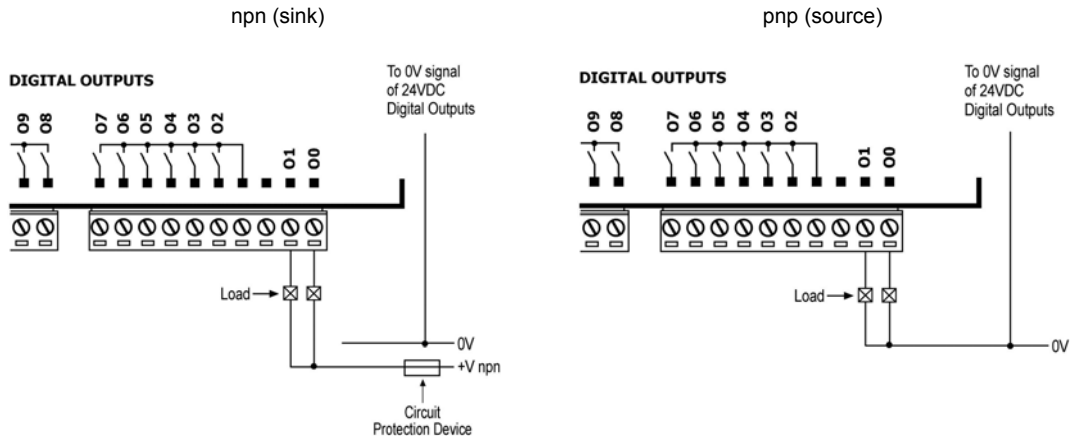 npn (sink)
pnp (source)
DIGITAL OUTPUTS
To 0V signal
of 24VDC
Digital Outputs
O9
O8
O7
O6
O5
O4
O3
O2
O1
O0
Load
0V
+V npn
Circuit
Protection Device
DIGITAL OUTPUTS
To 0V signal
of 24VDC
Digital Outputs
O9
O8
O7
O6
O5
O4
O3
O2
O1
O0
Load
0V